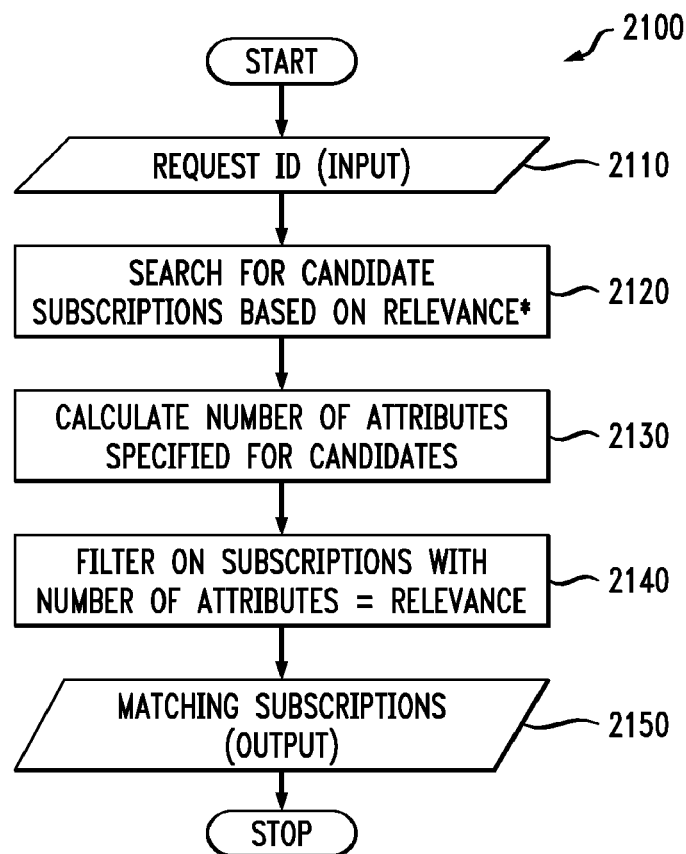 2100
START
REQUEST ID (INPUT)
2110
SEARCH FOR CANDIDATE
SUBSCRIPTIONS BASED ON RELEVANCE*
2120
CALCULATE NUMBER OF ATTRIBUTES
SPECIFIED FOR CANDIDATES
2130
FILTER ON SUBSCRIPTIONS WITH
NUMBER OF ATTRIBUTES = RELEVANCE
2140
MATCHING SUBSCRIPTIONS
(OUTPUT)
2150
STOP